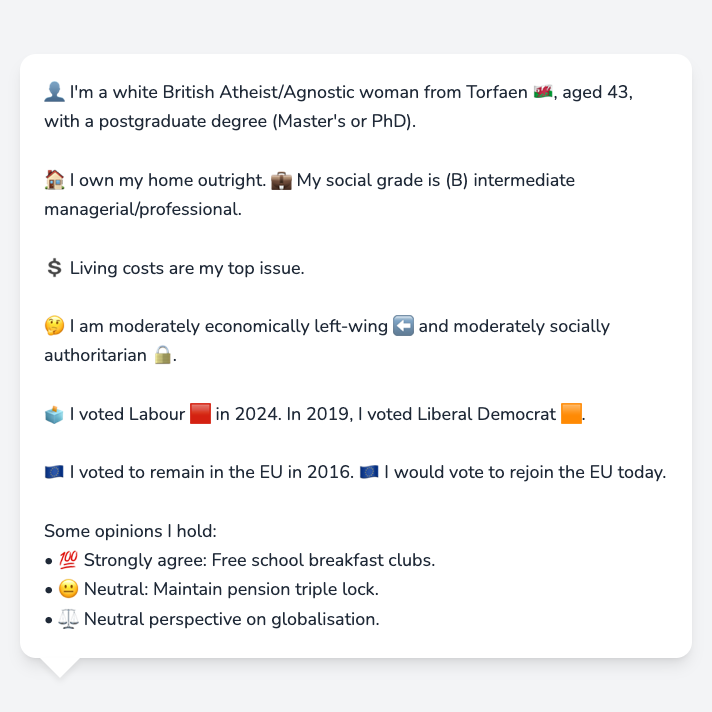 👤 I'm a white British Atheist/Agnostic woman from Torfaen 🏴󠁧󠁢󠁷󠁬󠁳󠁿, aged 43,
with a postgraduate degree (Master's or PhD).
🏠 I own my home outright. 💼 My social grade is (B) intermediate
managerial/professional.
💲 Living costs are my top issue.
🤔 I am moderately economically left-wing ⬅️ and moderately socially
authoritarian 🔒.
🗳️ I voted Labour 🟥 in 2024. In 2019, I voted Liberal Democrat 🟧.
🇪🇺 I voted to remain in the EU in 2016. 🇪🇺 I would vote to rejoin the EU today.
Some opinions I hold:
• 💯 Strongly agree: Free school breakfast clubs.
• 😐 Neutral: Maintain pension triple lock.
• ⚖️ Neutral perspective on globalisation.